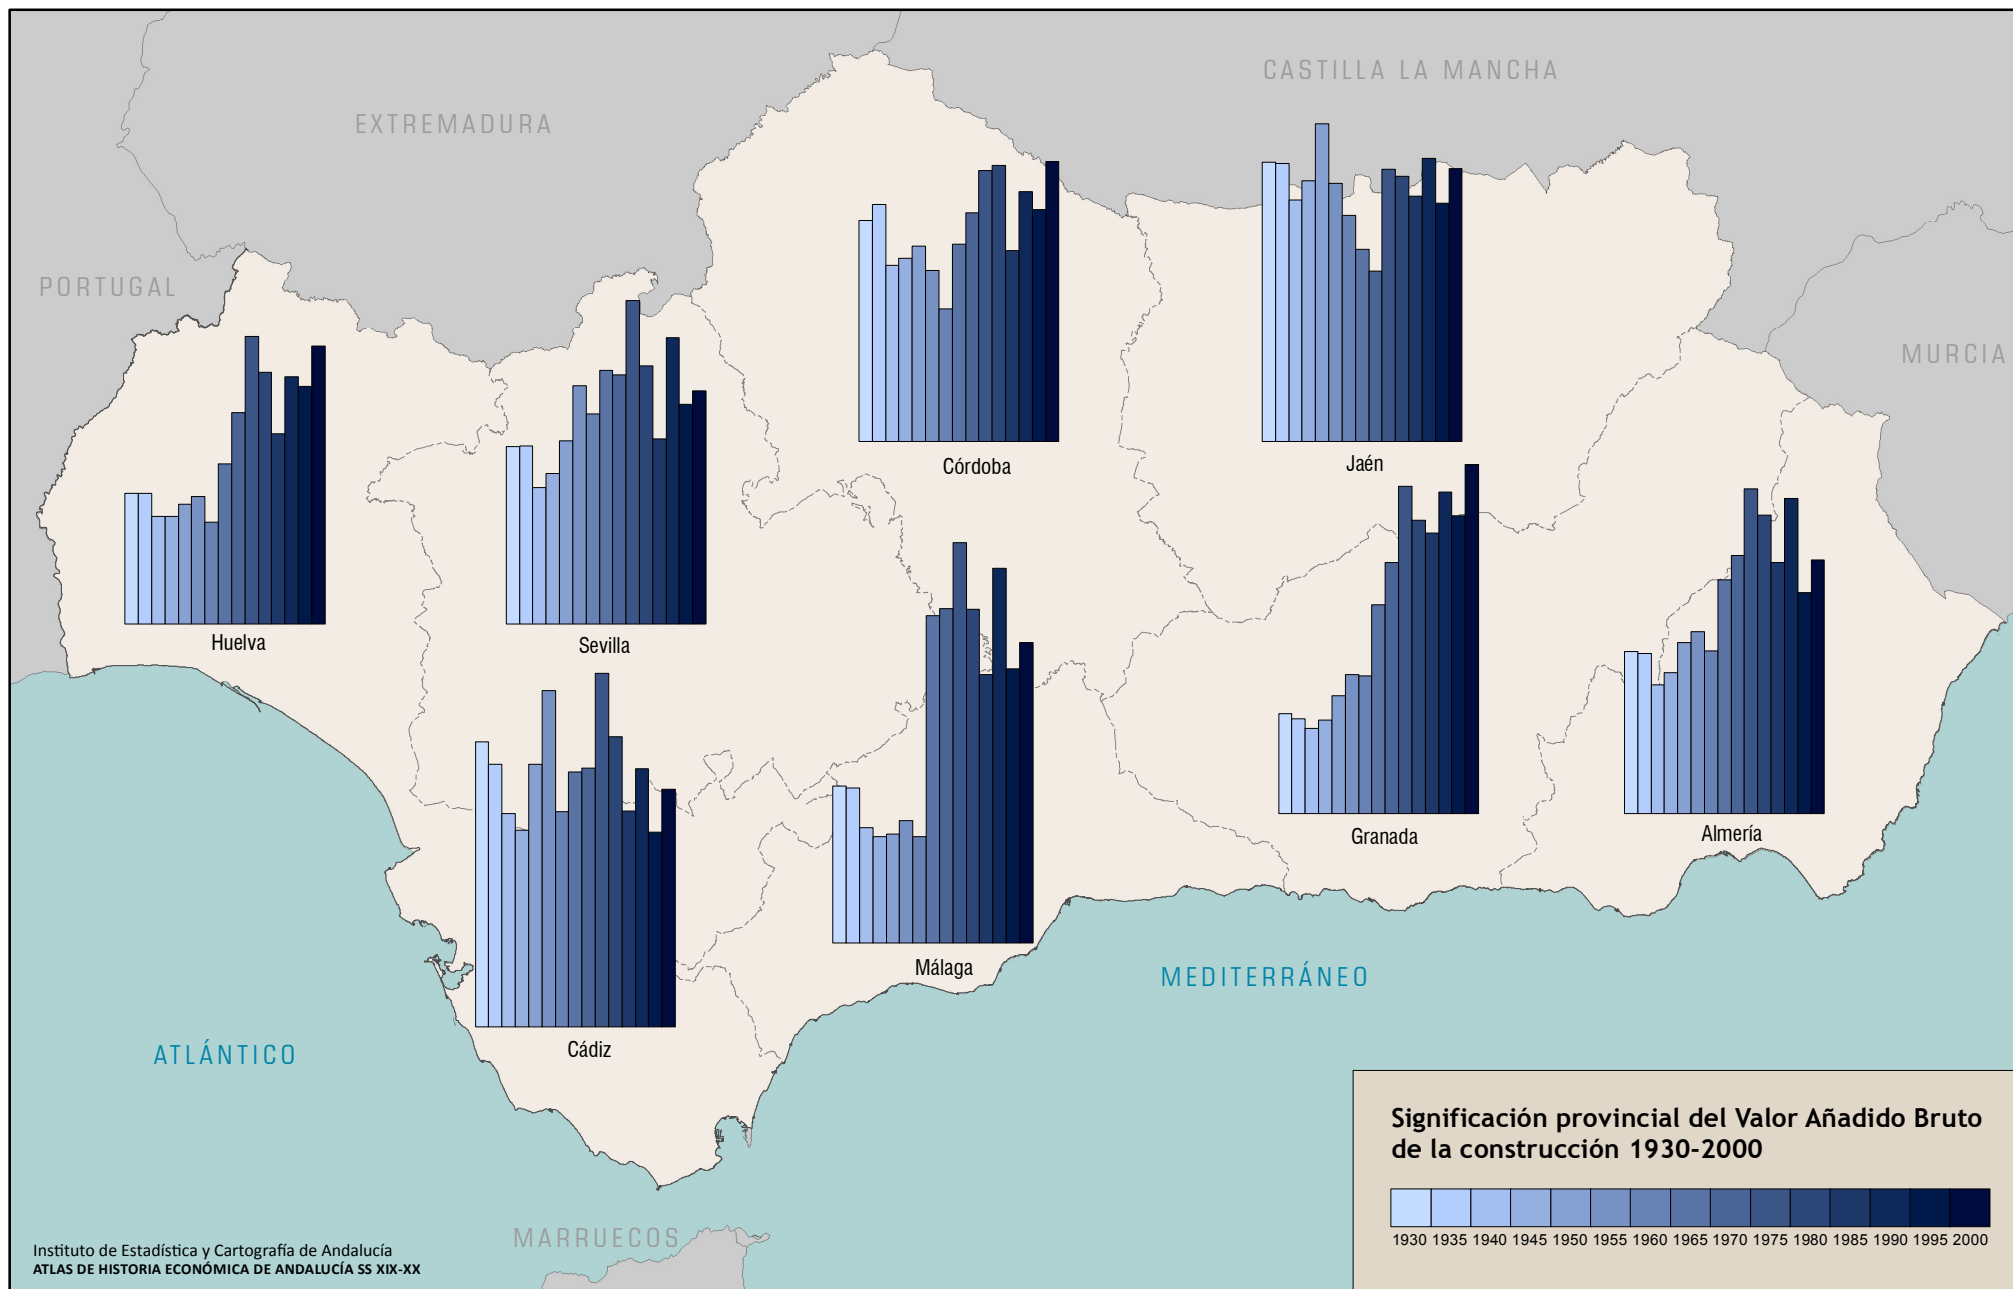 CASTILLA LA MANCHA
EXTREMADURA
PORTUGAL
MURCIA
Córdoba
Jaén
Huelva
Sevilla
Granada
Almería
Málaga
MEDITERRÁNEO
Cádiz
ATLÁNTICO
MARRUECOS
Significación provincial del Valor Añadido Bruto
de la construcción 1930-2000
1930 1935 1940 1945 1950 1955 1960 1965 1970 1975 1980 1985 1990 1995 2000
Instituto de Estadística y Cartografía de Andalucía
ATLAS DE HISTORIA ECONÓMICA DE ANDALUCÍA SS XIX-XX